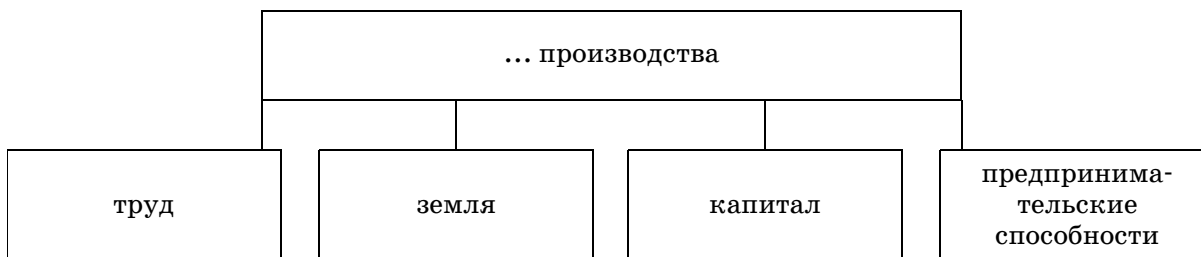 ... производства
труд
земля
капитал
предпринима-
тельские
способности